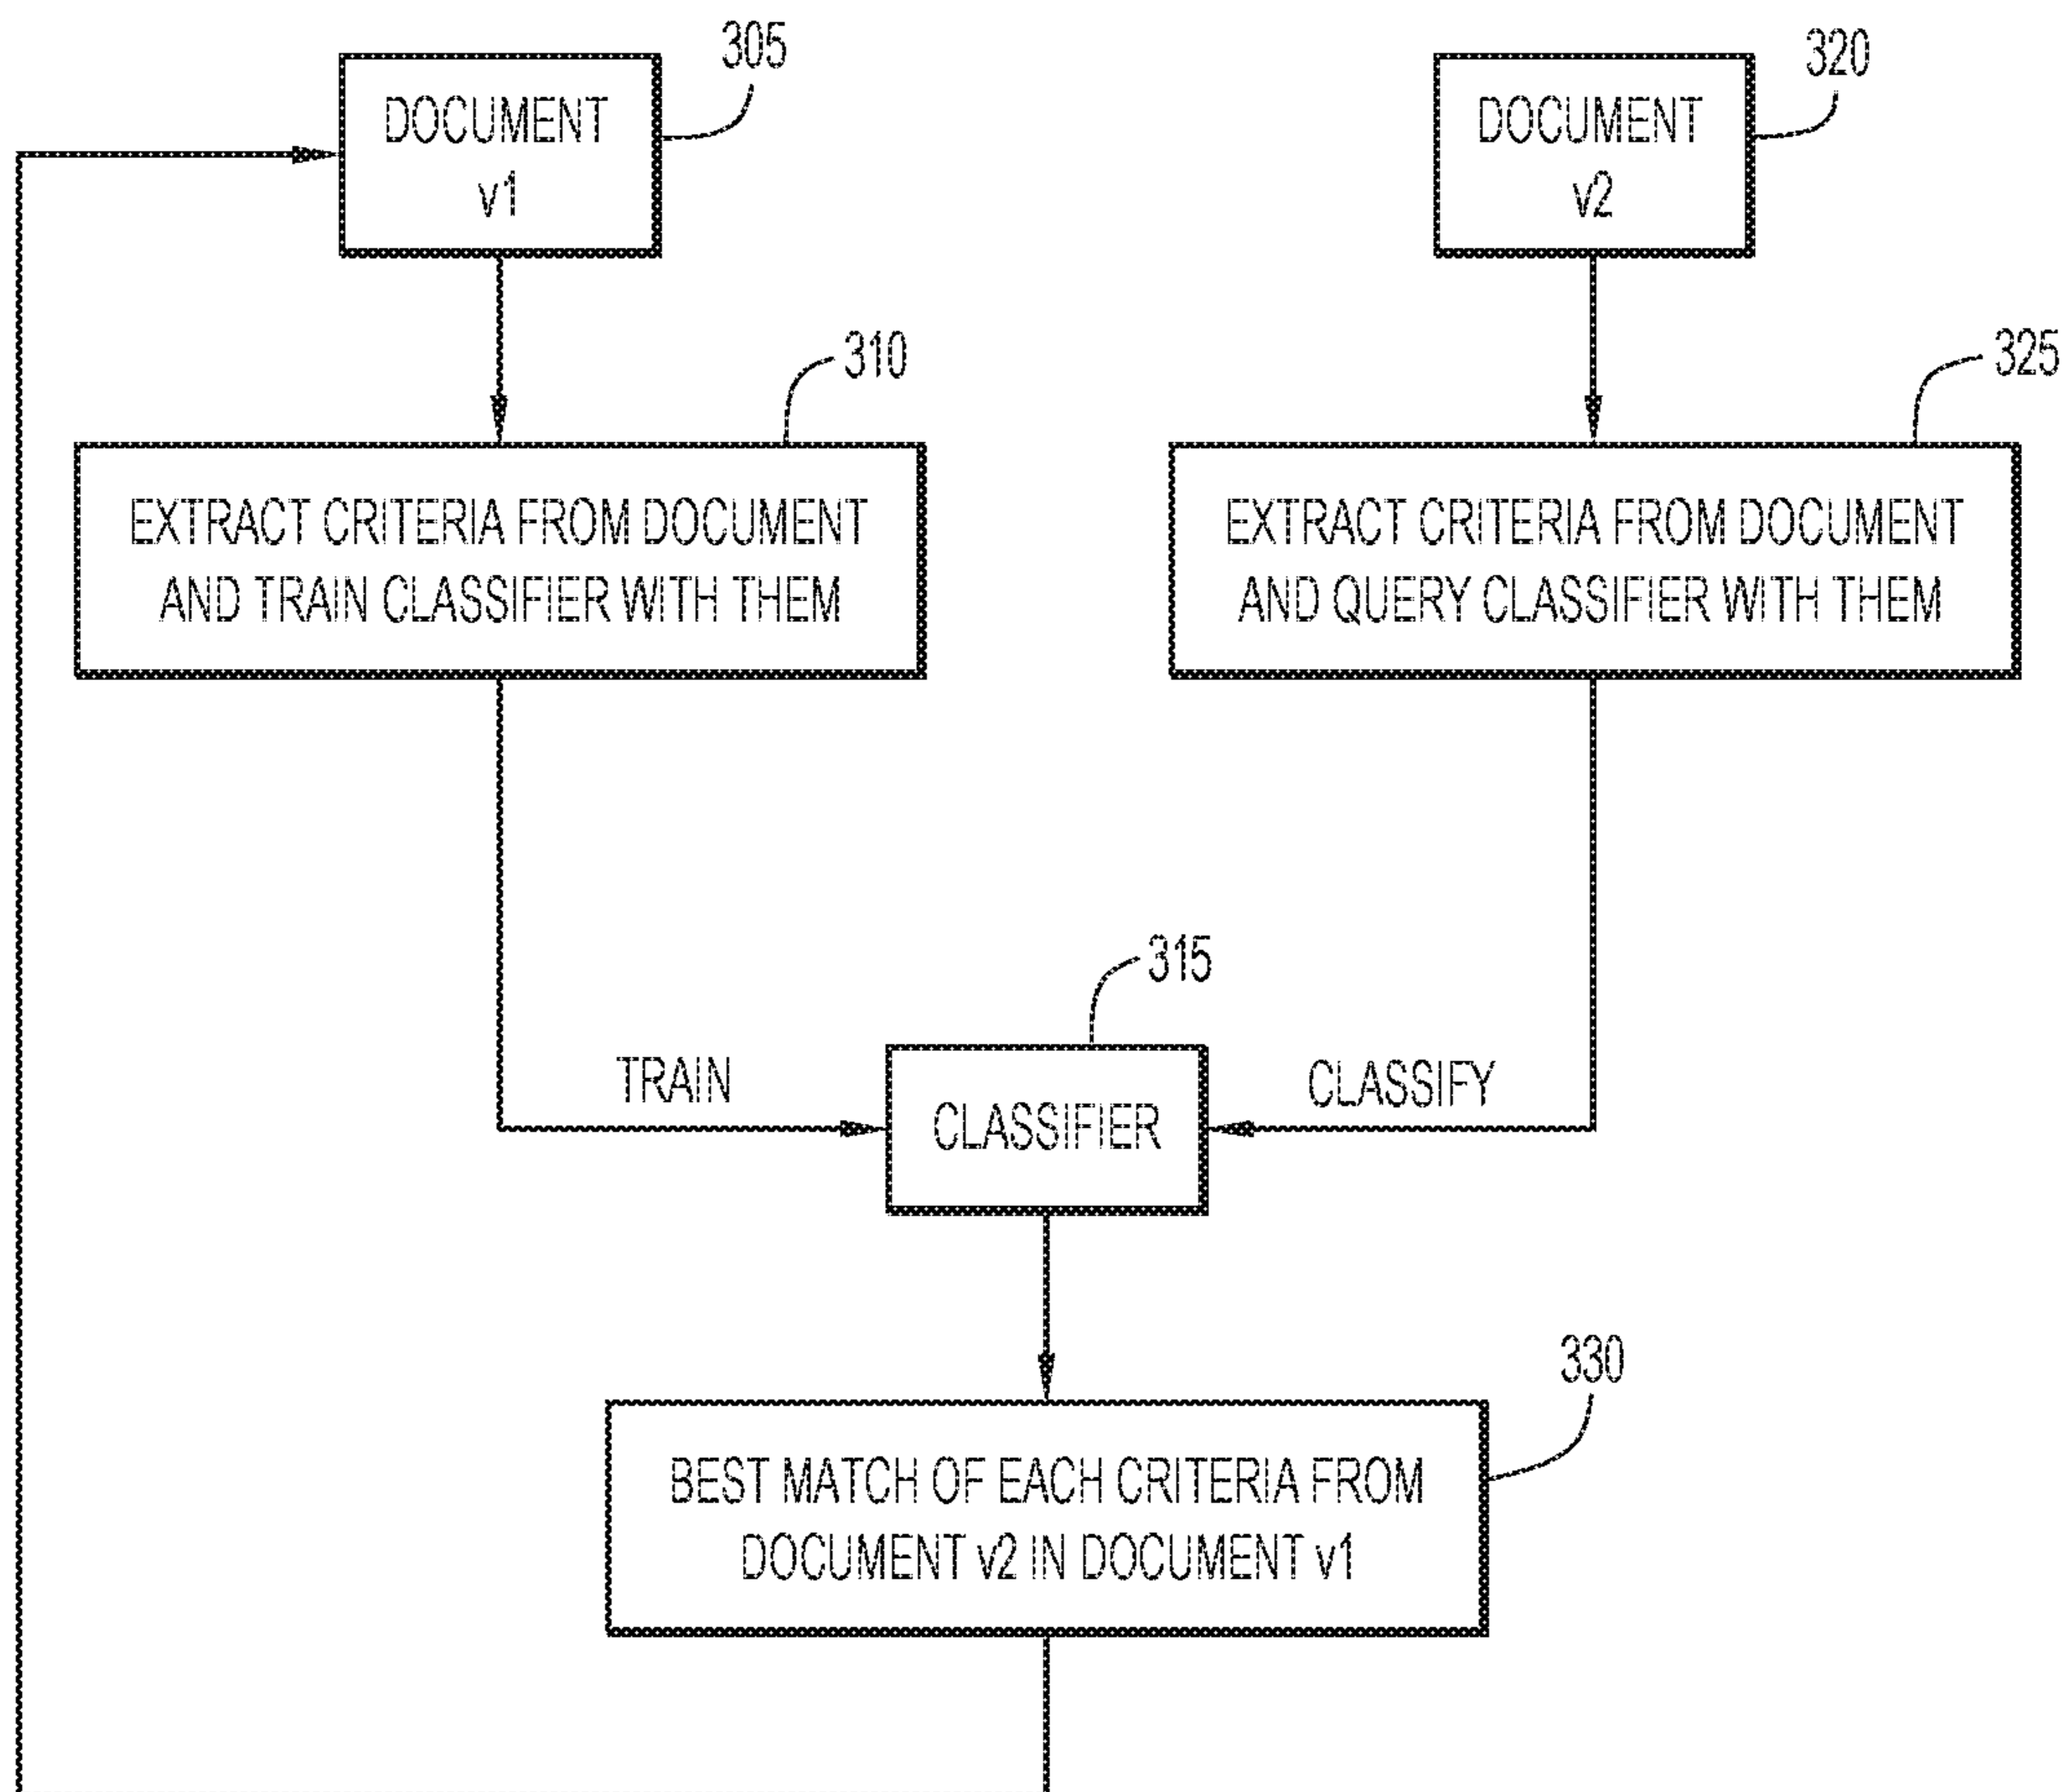 305
DOCUMENT
v1
320
DOCUMENT
v2
310
EXTRACT CRITERIA FROM DOCUMENT
AND TRAIN CLASSIFIER WITH THEM
325
EXTRACT CRITERIA FROM DOCUMENT
AND QUERY CLASSIFIER WITH THEM
315
TRAIN
CLASSIFIER
CLASSIFY
330
BEST MATCH OF EACH CRITERIA FROM
DOCUMENT v2 IN DOCUMENT v1